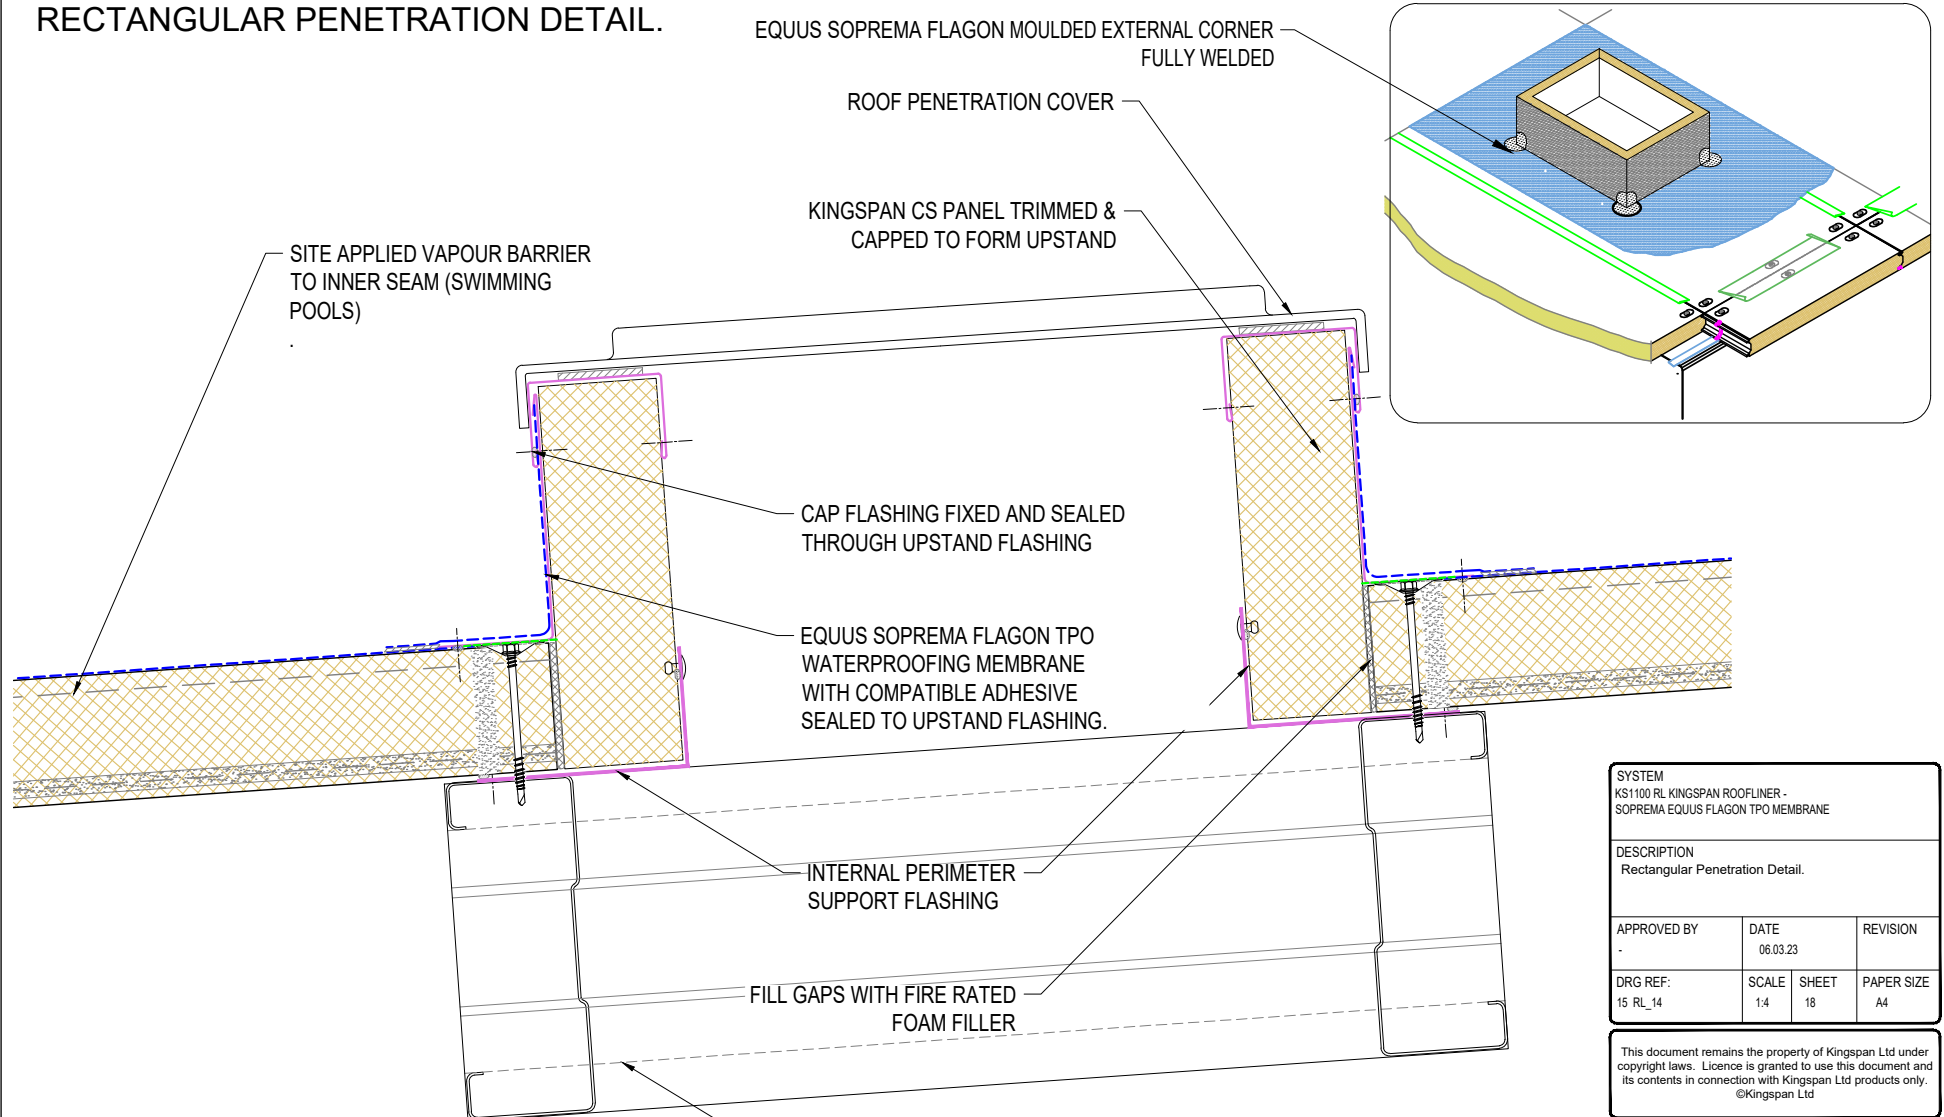 RECTANGULAR PENETRATION DETAIL.
EQUUS SOPREMA FLAGON MOULDED EXTERNAL CORNER
FULLY WELDED
ROOF PENETRATION COVER
KINGSPAN CS PANEL TRIMMED &
CAPPED TO FORM UPSTAND
SITE APPLIED VAPOUR BARRIER
TO INNER SEAM (SWIMMING
POOLS)
.
CAP FLASHING FIXED AND SEALED
THROUGH UPSTAND FLASHING
EQUUS SOPREMA FLAGON TPO
WATERPROOFING MEMBRANE
WITH COMPATIBLE ADHESIVE
SEALED TO UPSTAND FLASHING.
INTERNAL PERIMETER
SUPPORT FLASHING
FILL GAPS WITH FIRE RATED
FOAM FILLER
SYSTEM
KS1100 RL KINGSPAN ROOFLINER -
SOPREMA EQUUS FLAGON TPO MEMBRANE
DESCRIPTION
Rectangular Penetration Detail.
APPROVED BY
-
DATE
06.03.23
REVISION
DRG REF:
15 RL_14
SCALE
1:4
SHEET
18
PAPER SIZE
A4
This document remains the property of Kingspan Ltd under
copyright laws. Licence is granted to use this document and
its contents in connection with Kingspan Ltd products only.
©Kingspan Ltd